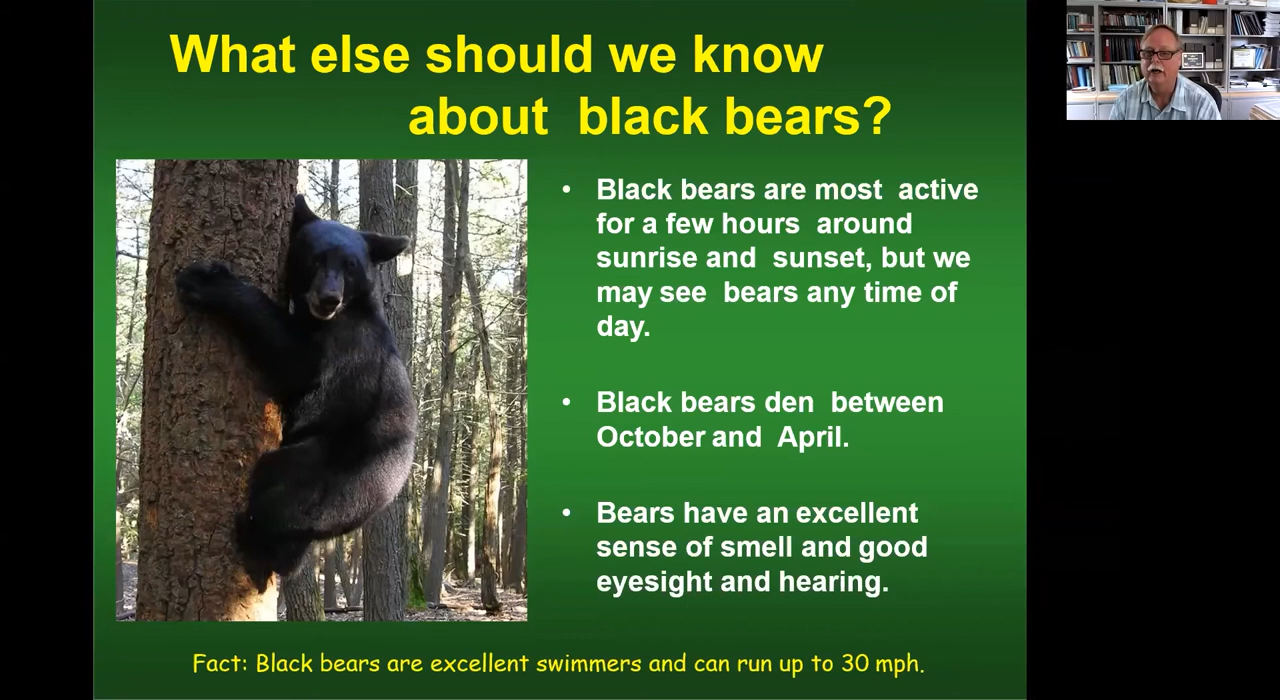 What else should we know
about black bears?
• Black bears are most active
for a few hours around
sunrise and sunset, but we
may see bears any time of
day.
• Black bears den between
October and April.
• Bears have an excellent
sense of smell and good
eyesight and hearing.
Fact: Black bears are excellent swimmers and can run up to 30 mph.